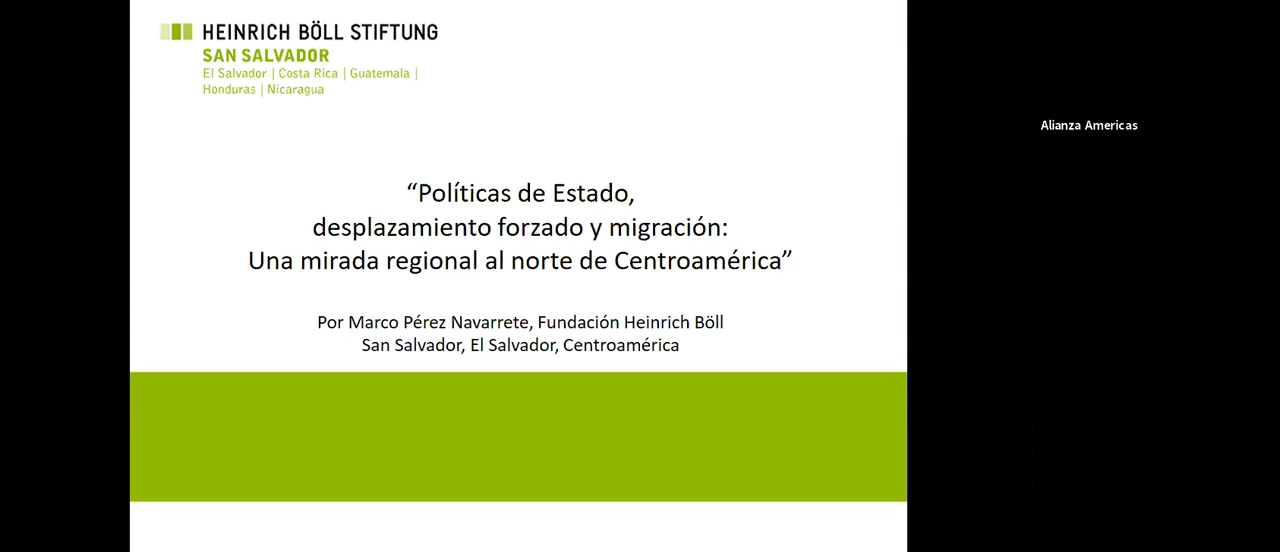 HEINRICH BÖLL STIFTUNG
SAN SALVADOR
El Salvador | Costa Rica | Guatemala |
Honduras | Nicaragua
Alianza Americas
“Políticas de Estado,
desplazamiento forzado y migración:
Una mirada regional al norte de Centroamérica”
Por Marco Pérez Navarrete, Fundación Heinrich Böll
San Salvador, El Salvador, Centroamérica